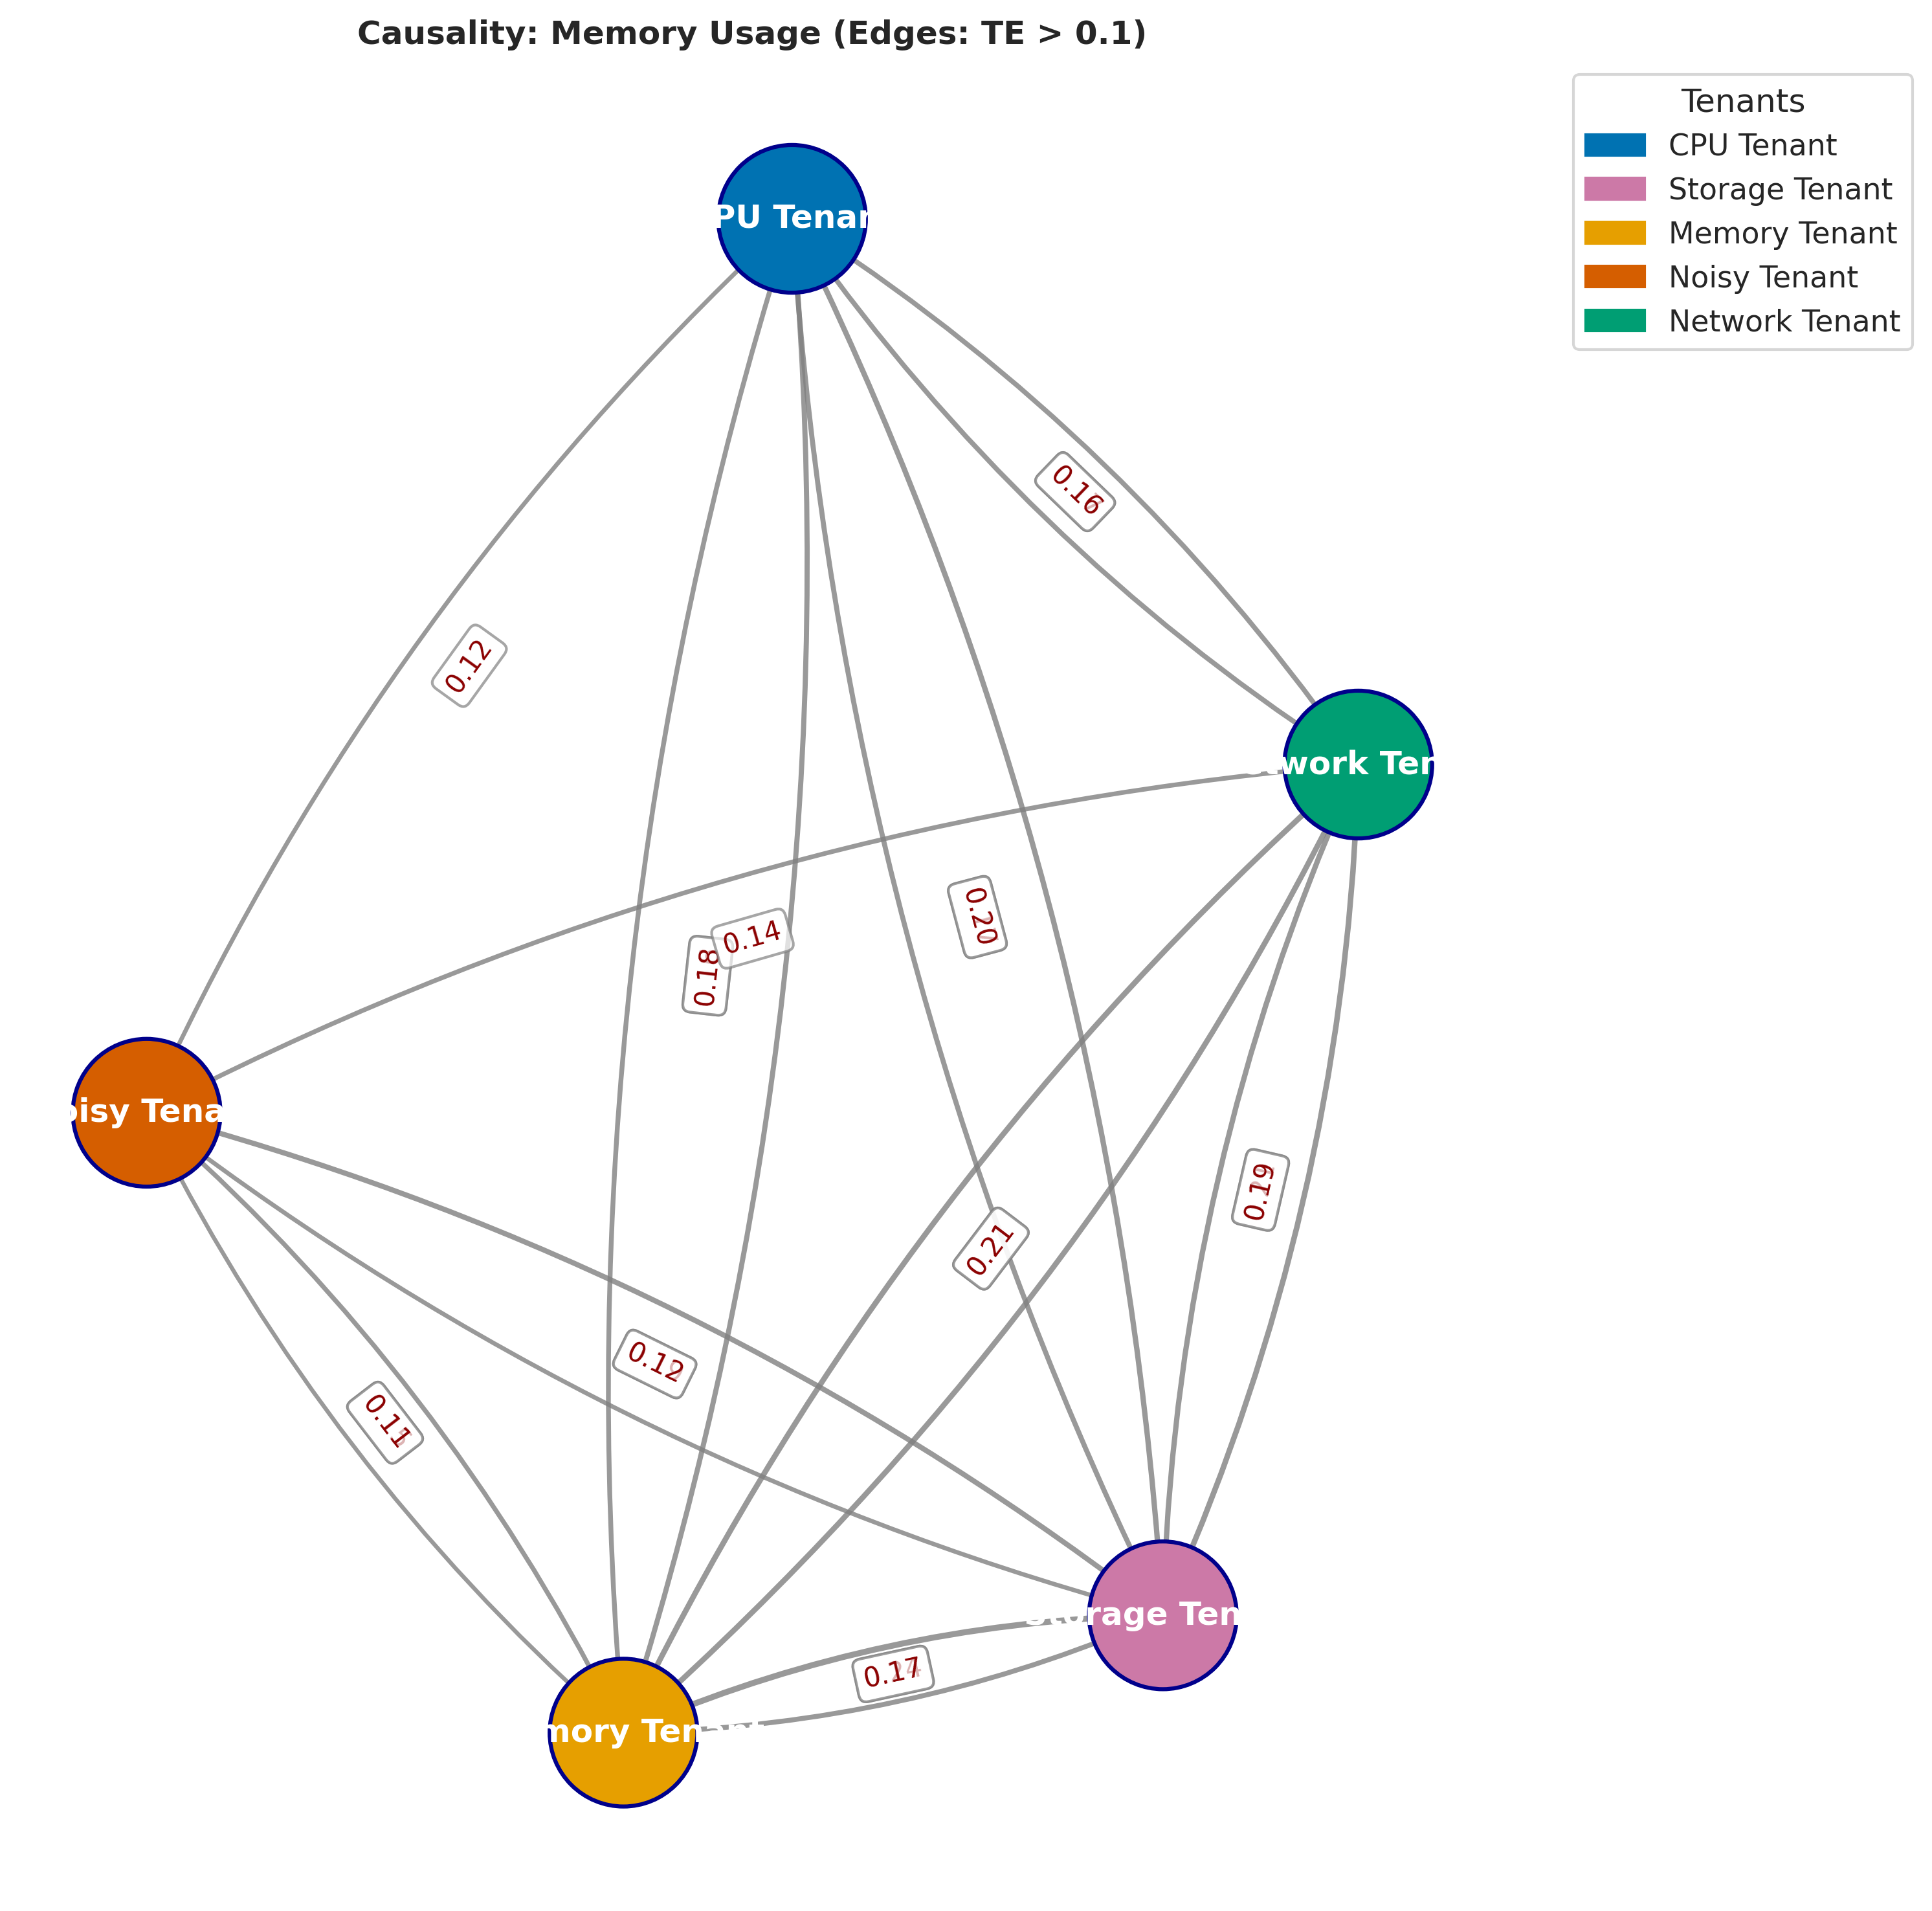 Causality: Memory Usage (Edges: TE > 0.1)
Tenants
CPU Tenant
Storage Tenant
Memory Tenant
Noisy Tenant
Network Tenant
PU Tenan
0.16
0.12
work Ten
0.14
0.18
0.20
oisy Tena
0.19
0.21
0.12
0.11
rage Ten
0.17
mory Tenant